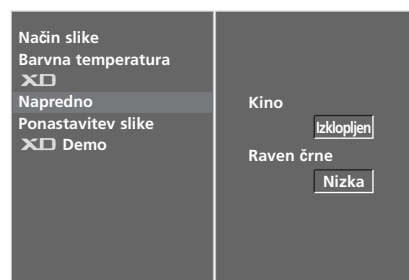 Način slike
Barvna temperatura
XD
Napredno
Ponastavitev slike
XD Demo
Kino
Izklopljen
Raven črne
Nizka